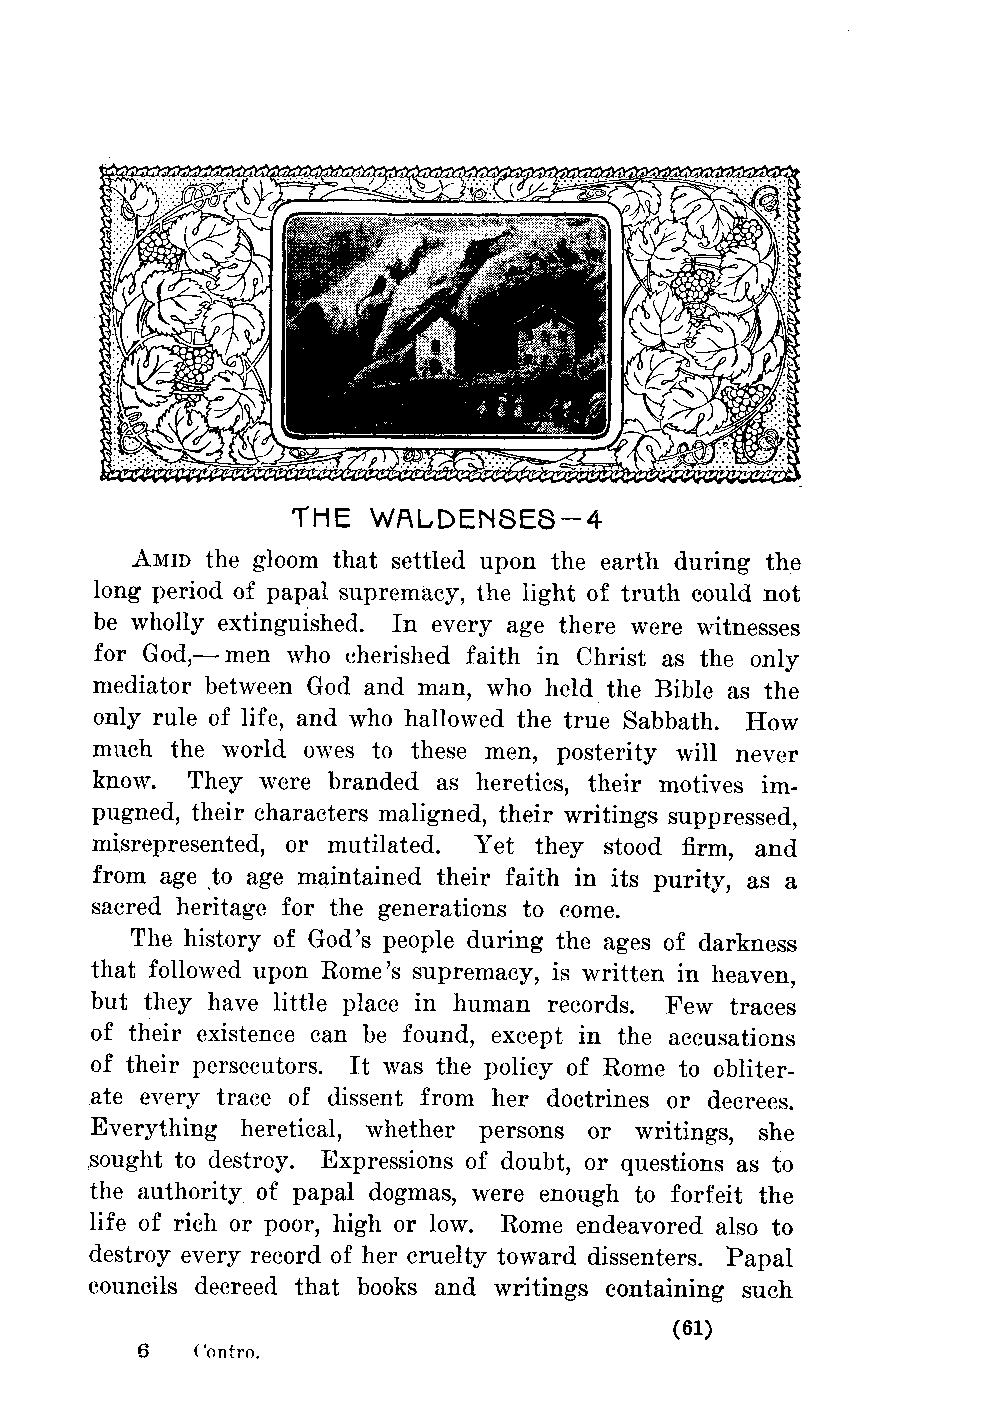 THE WALDENSES—4
AMID the gloom that settled upon the earth during the
long period of papal supremacy, the light of truth could not
be wholly extinguished. In every age there were witnesses
for God,—men who cherished faith in Christ as the only
mediator between God and man, who held the Bible as the
only rule of life, and who hallowed the true Sabbath. How
much the world owes to these men, posterity will never
know. They were branded as heretics, their motives im-
pugned, their characters maligned, their writings suppressed,
misrepresented, or mutilated. Yet they stood firm, and
from age to age maintained their faith in its purity, as a
sacred heritage for the generations to come.
The history of God's people during the ages of darkness
that followed upon Rome's supremacy, is written in heaven,
but they have little place in human records. Few traces
of their existence can be found, except in the accusations
of their persecutors. It was the policy of Rome to obliter-
ate every trace of dissent from her doctrines or decrees.
Everything heretical, whether persons or writings, she
sought to destroy. Expressions of doubt, or questions as to
the authority of papal dogmas, were enough to forfeit the
life of rich or poor, high or low. Rome endeavored also to
destroy every record of her cruelty toward dissenters. Papal
councils decreed that books and writings containing such
(61)
6 Contro.